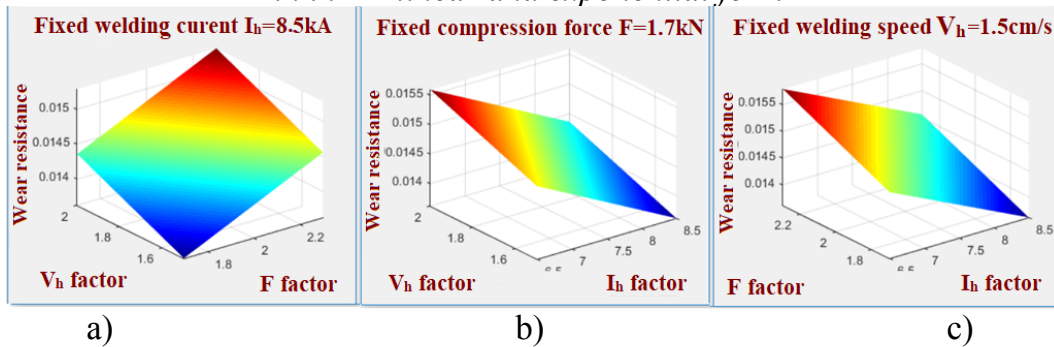 Fixed welding curent Iₕ=8.5kA
Wear resistance
0.015
0.0145
0.014
2
1.8
1.6
1.8
2
2.2
Vₕ factor
F factor
a)
Fixed compression force F=1.7kN
Wear resistance
0.0155
0.015
0.0145
0.014
2
1.8
1.6
6.5
7
7.5
8
8.5
Vₕ factor
Iₕ factor
b)
Fixed welding speed Vₕ=1.5cm/s
Wear resistance
0.0155
0.015
0.0145
0.014
2.2
2
1.8
6.5
7
7.5
8
8.5
F factor
Iₕ factor
c)